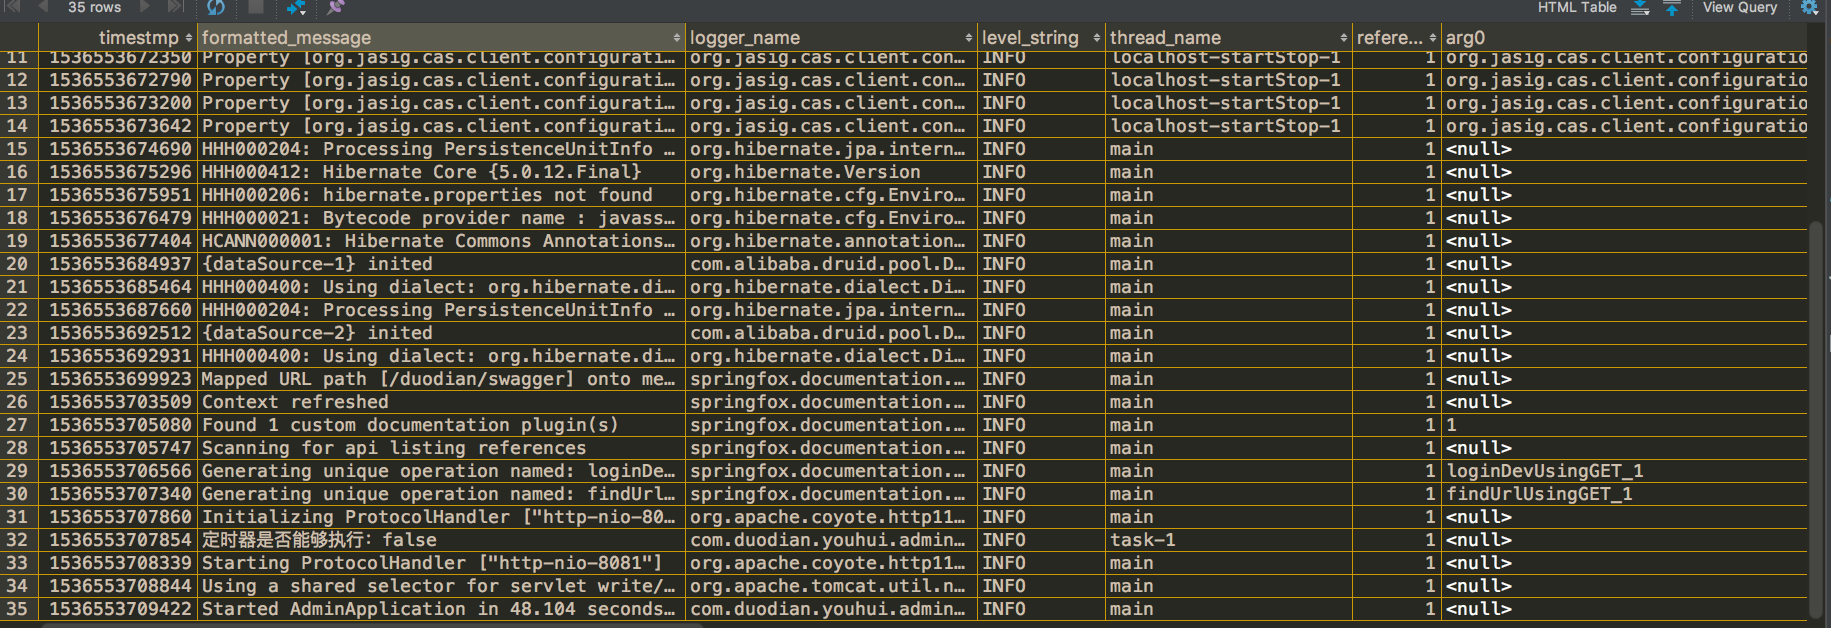 35 rows HTML Table View Query
timestmp formatted_message logger_name level_string thread_name refere... arg0
11 1536553672350 Property [org.jasig.cas.client.configurati... org.jasig.cas.client.con... INFO localhost-startStop-1 1 org.jasig.cas.client.configuratio
12 1536553672790 Property [org.jasig.cas.client.configurati... org.jasig.cas.client.con... INFO localhost-startStop-1 1 org.jasig.cas.client.configuratio
13 1536553673200 Property [org.jasig.cas.client.configurati... org.jasig.cas.client.con... INFO localhost-startStop-1 1 org.jasig.cas.client.configuratio
14 1536553673642 Property [org.jasig.cas.client.configurati... org.jasig.cas.client.con... INFO localhost-startStop-1 1 org.jasig.cas.client.configuratio
15 1536553674690 HHH000204: Processing PersistenceUnitInfo ... org.hibernate.jpa.intern... INFO main 1 <null>
16 1536553675296 HHH000412: Hibernate Core {5.0.12.Final} org.hibernate.Version INFO main 1 <null>
17 1536553675951 HHH000206: hibernate.properties not found org.hibernate.cfg.Enviro... INFO main 1 <null>
18 1536553676479 HHH000021: Bytecode provider name : javass... org.hibernate.cfg.Enviro... INFO main 1 <null>
19 1536553677404 HCANN000001: Hibernate Commons Annotations... org.hibernate.annotation... INFO main 1 <null>
20 1536553684937 {dataSource-1} inited com.alibaba.druid.pool.D... INFO main 1 <null>
21 1536553685464 HHH000400: Using dialect: org.hibernate.di... org.hibernate.dialect.Di... INFO main 1 <null>
22 1536553687660 HHH000204: Processing PersistenceUnitInfo ... org.hibernate.jpa.intern... INFO main 1 <null>
23 1536553692512 {dataSource-2} inited com.alibaba.druid.pool.D... INFO main 1 <null>
24 1536553692931 HHH000400: Using dialect: org.hibernate.di... org.hibernate.dialect.Di... INFO main 1 <null>
25 1536553699923 Mapped URL path [/duodian/swagger] onto me... springfox.documentation.... INFO main 1 <null>
26 1536553703509 Context refreshed springfox.documentation.... INFO main 1 <null>
27 1536553705080 Found 1 custom documentation plugin(s) springfox.documentation.... INFO main 1 1
28 1536553705747 Scanning for api listing references springfox.documentation.... INFO main 1 <null>
29 1536553706566 Generating unique operation named: loginDe... springfox.documentation.... INFO main 1 loginDevUsingGET_1
30 1536553707340 Generating unique operation named: findUrl... springfox.documentation.... INFO main 1 findUrlUsingGET_1
31 1536553707860 Initializing ProtocolHandler ["http-nio-80... org.apache.coyote.http11... INFO main 1 <null>
32 1536553707854 定时器是否能够执行：false com.duodian.youhui.admin... INFO task-1 1 <null>
33 1536553708339 Starting ProtocolHandler ["http-nio-8081"] org.apache.coyote.http11... INFO main 1 <null>
34 1536553708844 Using a shared selector for servlet write/... org.apache.tomcat.util.n... INFO main 1 <null>
35 1536553709422 Started AdminApplication in 48.104 seconds... com.duodian.youhui.admin... INFO main 1 <null>